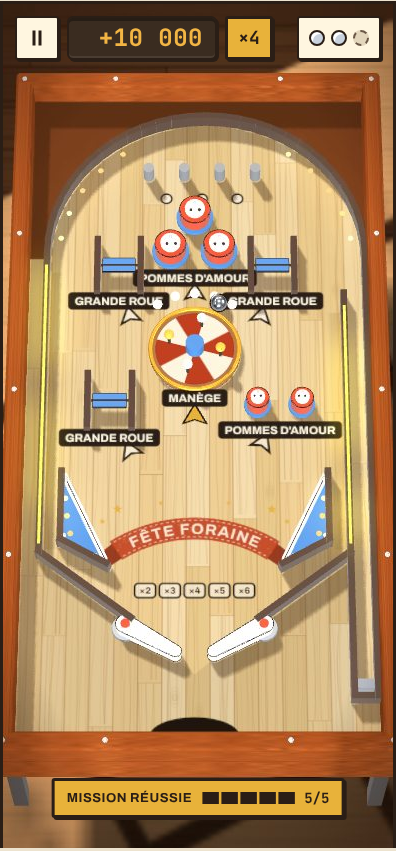 +10 000
×4
POMMES D'AMOUR
GRANDE ROUE
GRANDE ROUE
MANÈGE
GRANDE ROUE
POMMES D'AMOUR
FÊTE FORAINE
×2 ×3 ×4 ×5 ×6
MISSION RÉUSSIE 5/5